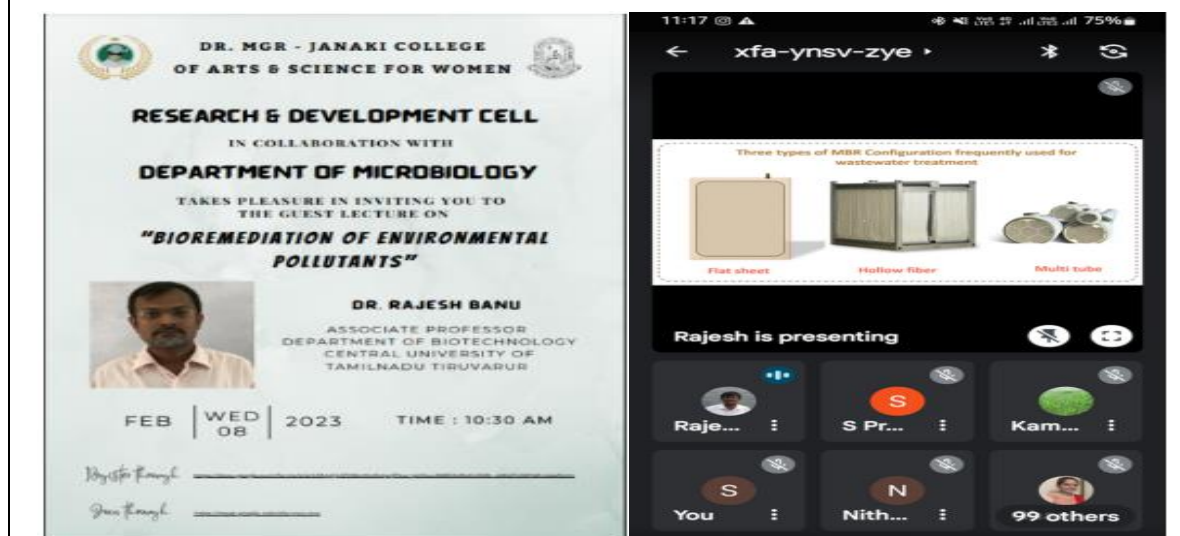 DR. MGR - JANAKI COLLEGE
OF ARTS & SCIENCE FOR WOMEN
RESEARCH & DEVELOPMENT CELL
IN COLLABORATION WITH
DEPARTMENT OF MICROBIOLOGY
TAKES PLEASURE IN INVITING YOU TO
THE GUEST LECTURE ON
"BIOREMEDIATION OF ENVIRONMENTAL
POLLUTANTS"
DR. RAJESH BANU
ASSOCIATE PROFESSOR
DEPARTMENT OF BIOTECHNOLOGY
CENTRAL UNIVERSITY OF
TAMILNADU TIRUVARUR
FEB
WED
08
2023
TIME : 10:30 AM
Register through
Join through
11:17
75%
xfa-ynsv-zye
Three types of MBR Configuration frequently used for
wastewater treatment
Flat sheet
Hollow fiber
Multi tube
Rajesh is presenting
Raje...
S
S Pr...
Kam...
S
You
N
Nith...
99 others